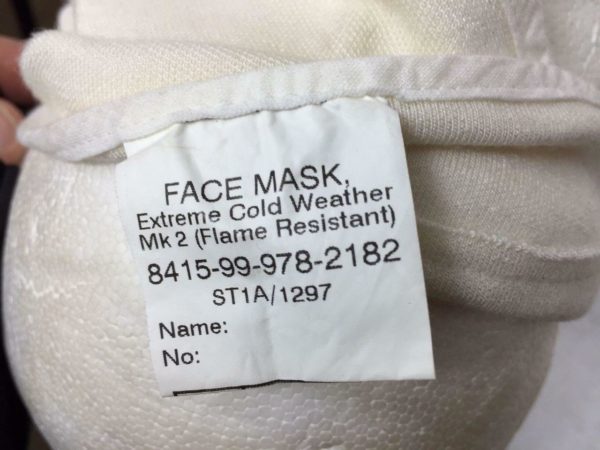 FACE MASK,
Extreme Cold Weather
Mk 2 (Flame Resistant)
8415-99-978-2182
ST1A/1297
Name:
No: